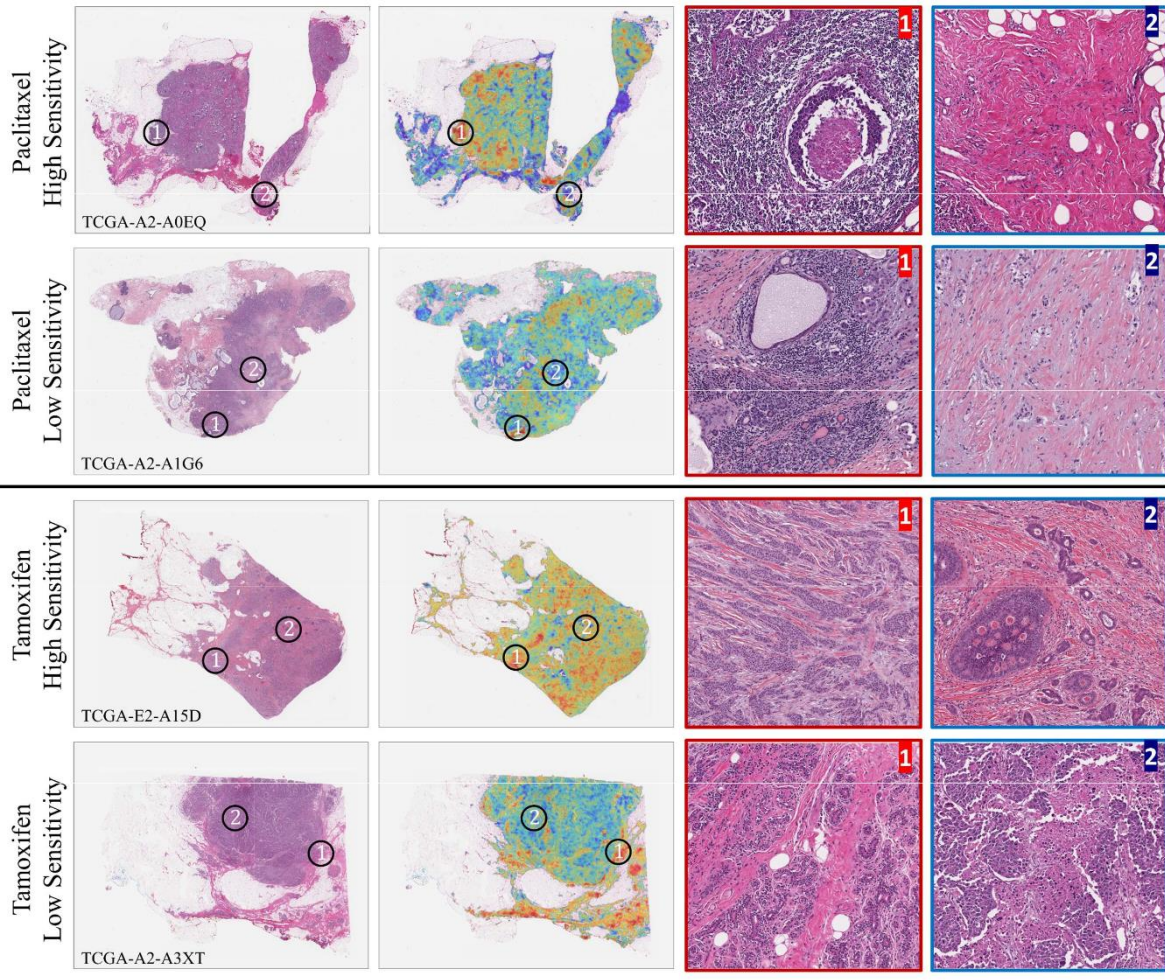 Paclitaxel
High Sensitivity
1
2
1
2
1
2
TCGA-A2-A0EQ
Paclitaxel
Low Sensitivity
1
2
2
1
2
1
TCGA-A2-A1G6
Tamoxifen
High Sensitivity
1
2
2
1
2
1
TCGA-E2-A15D
Tamoxifen
Low Sensitivity
1
2
2
1
2
1
TCGA-A2-A3XT